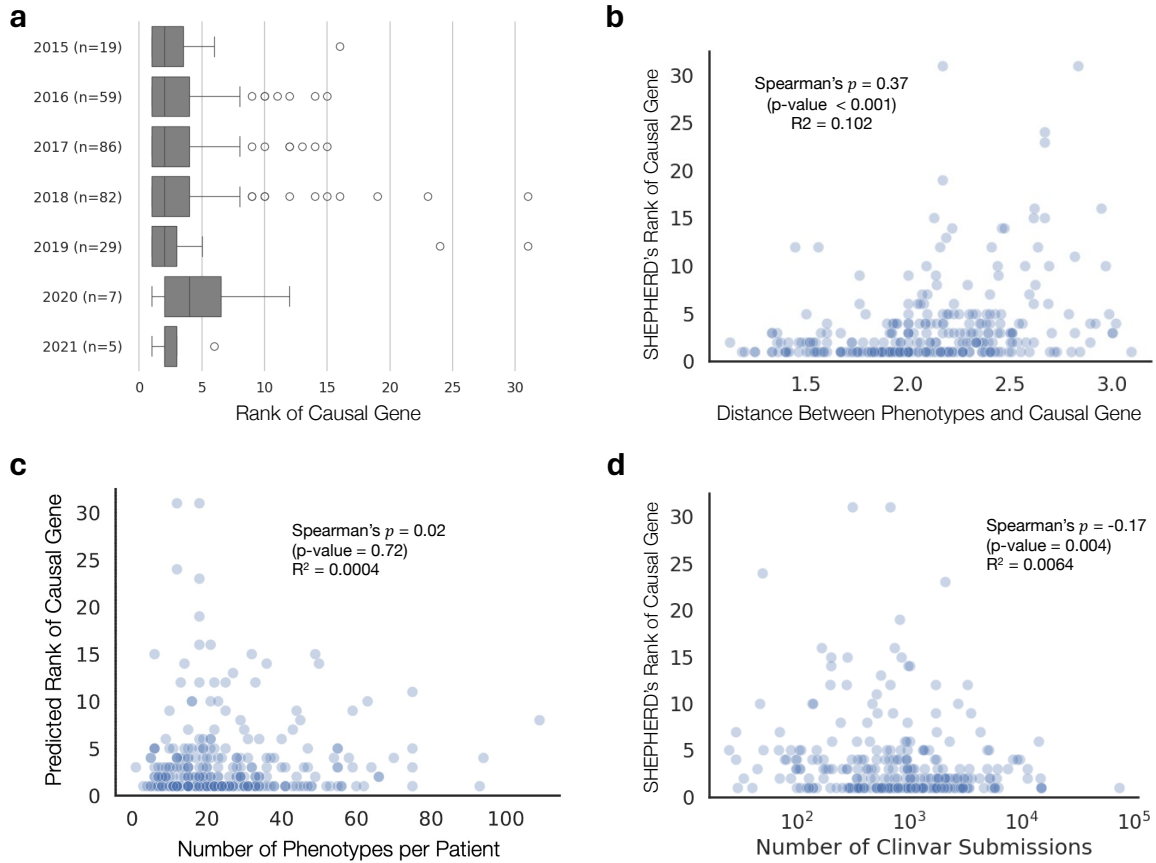 a
2015 (n=19)
2016 (n=59)
2017 (n=86)
2018 (n=82)
2019 (n=29)
2020 (n=7)
2021 (n=5)
0 5 10 15 20 25 30
Rank of Causal Gene
b
SHEPHERD's Rank of Causal Gene
30
25
20
15
10
5
0
Spearman's p = 0.37
(p-value < 0.001)
R2 = 0.102
1.5 2.0 2.5 3.0
Distance Between Phenotypes and Causal Gene
c
Predicted Rank of Causal Gene
30
25
20
15
10
5
0
Spearman's p = 0.02
(p-value = 0.72)
R² = 0.0004
0 20 40 60 80 100
Number of Phenotypes per Patient
d
SHEPHERD's Rank of Causal Gene
30
25
20
15
10
5
0
Spearman's p = -0.17
(p-value = 0.004)
R² = 0.0064
10² 10³ 10⁴ 10⁵
Number of Clinvar Submissions